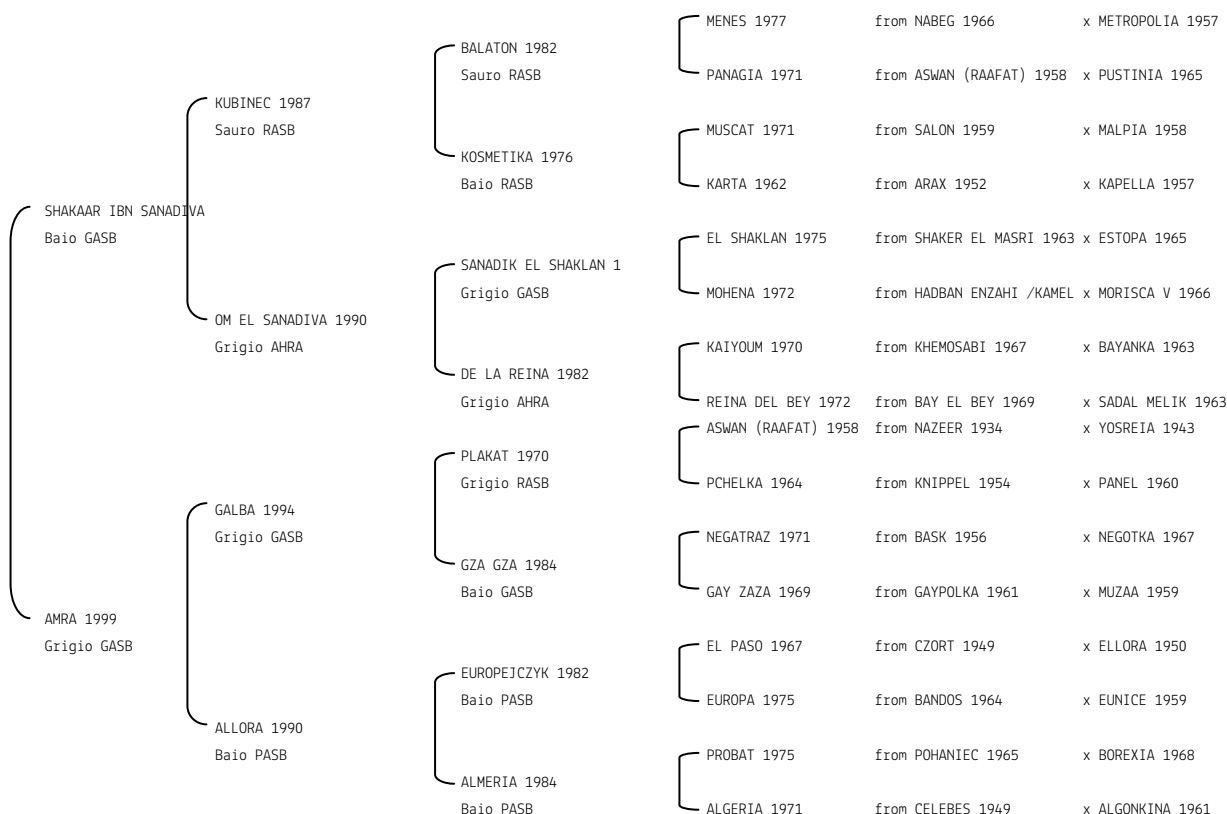 MENES 1977 from NABEG 1966 x METROPOLIA 1957
BALATON 1982
Sauro RASB PANAGIA 1971 from ASWAN (RAAFAT) 1958 x PUSTINIA 1965
KUBINEC 1987
Sauro RASB MUSCAT 1971 from SALON 1959 x MALPIA 1958
KOSMETIKA 1976
Baio RASB KARTA 1962 from ARAX 1952 x KAPELLA 1957
SHAKAAR IBN SANADIVA
Baio GASB EL SHAKLAN 1975 from SHAKER EL MASRI 1963 x ESTOPA 1965
SANADIK EL SHAKLAN 1
Grigio GASB MOHENA 1972 from HADBAN ENZAHI /KAMEL x MORISCA V 1966
OM EL SANADIVA 1990
Grigio AHRA KAIYOUM 1970 from KHEMOSABI 1967 x BAYANKA 1963
DE LA REINA 1982
Grigio AHRA REINA DEL BEY 1972 from BAY EL BEY 1969 x SADAL MELIK 1963
ASWAN (RAAFAT) 1958 from NAZEER 1934 x YOSREIA 1943
PLAKAT 1970
Grigio RASB PCHELKA 1964 from KNIPPEL 1954 x PANEL 1960
GALBA 1994
Grigio GASB NEGATRAZ 1971 from BASK 1956 x NEGOTKA 1967
GZA GZA 1984
Baio GASB GAY ZAZA 1969 from GAYPOLKA 1961 x MUZAA 1959
AMRA 1999
Grigio GASB EL PASO 1967 from CZORT 1949 x ELLORA 1950
EUROPEJCZYK 1982
Baio PASB EUROPA 1975 from BANDOS 1964 x EUNICE 1959
ALLORA 1990
Baio PASB PROBAT 1975 from POHANIEC 1965 x BOREXIA 1968
ALMERIA 1984
Baio PASB ALGERIA 1971 from CELEBES 1949 x ALGONKINA 1961